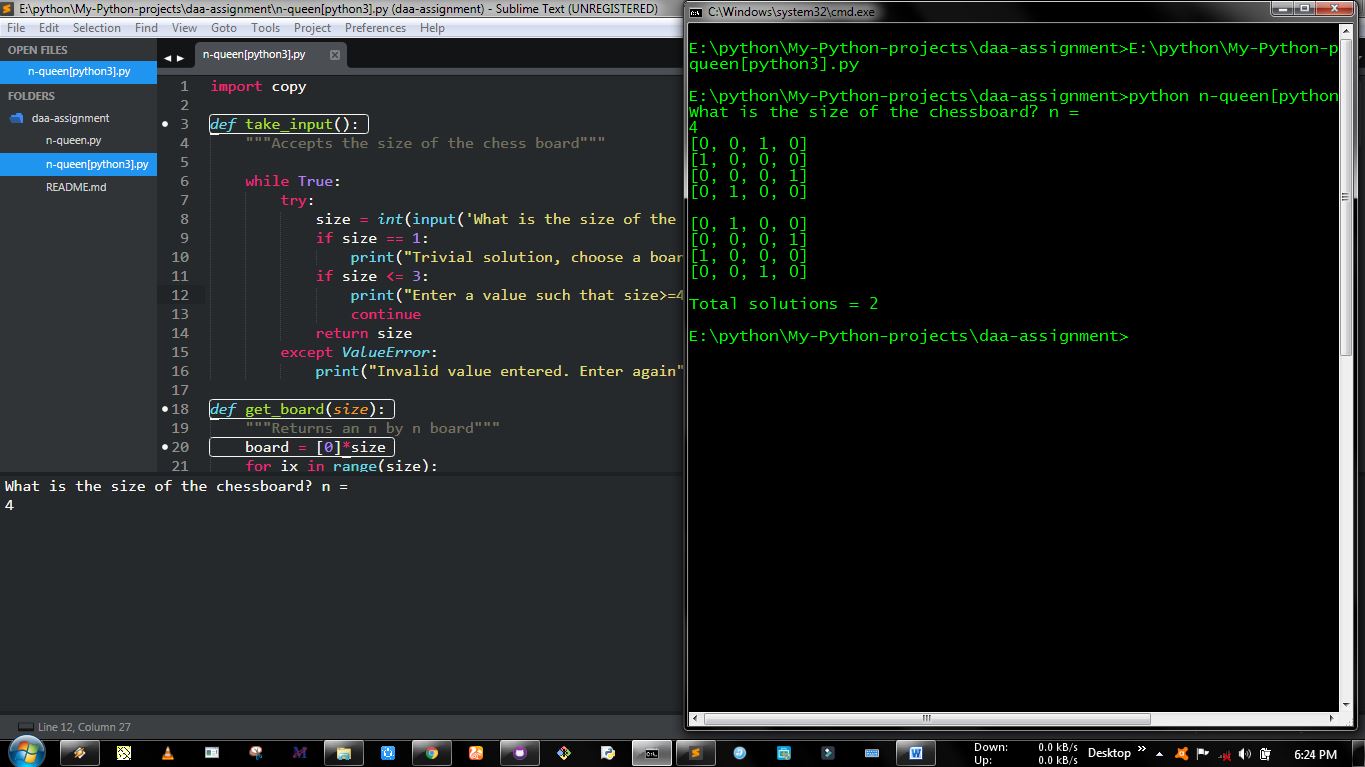 E:\python\My-Python-projects\daa-assignment\n-queen[python3].py (daa-assignment) - Sublime Text (UNREGISTERED)
File Edit Selection Find View Goto Tools Project Preferences Help
OPEN FILES
n-queen[python3].py
FOLDERS
daa-assignment
n-queen.py
n-queen[python3].py
README.md
n-queen[python3].py
1 import copy
2
3 def take_input():
4 """Accepts the size of the chess board"""
5
6 while True:
7 try:
8 size = int(input('What is the size of the
9 if size == 1:
10 print("Trivial solution, choose a boar
11 if size <= 3:
12 print("Enter a value such that size>=4
13 continue
14 return size
15 except ValueError:
16 print("Invalid value entered. Enter again"
17
18 def get_board(size):
19 """Returns an n by n board"""
20 board = [0]*size
21 for ix in range(size):
What is the size of the chessboard? n =
4
Line 12, Column 27
C:\Windows\system32\cmd.exe
E:\python\My-Python-projects\daa-assignment>E:\python\My-Python-p
queen[python3].py
E:\python\My-Python-projects\daa-assignment>python n-queen[python
What is the size of the chessboard? n =
4
[0, 0, 1, 0]
[1, 0, 0, 0]
[0, 0, 0, 1]
[0, 1, 0, 0]
[0, 1, 0, 0]
[0, 0, 0, 1]
[1, 0, 0, 0]
[0, 0, 1, 0]
Total solutions = 2
E:\python\My-Python-projects\daa-assignment>
Down: 0.0 kB/s
Up: 0.0 kB/s
Desktop
6:24 PM